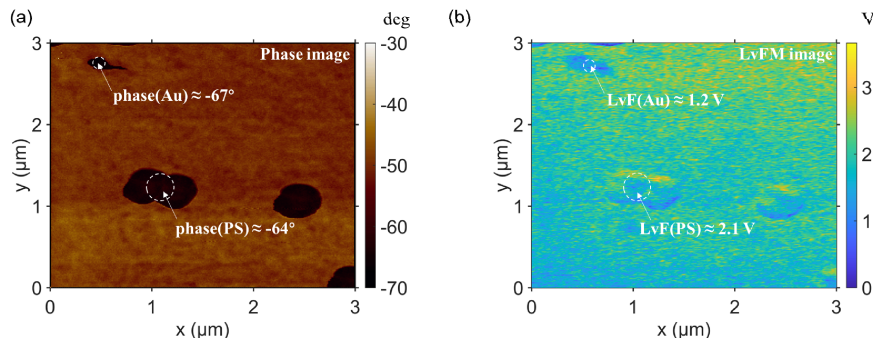 (a)
deg
Phase image
phase(Au) ≈ -67°
phase(PS) ≈ -64°
3
2
1
0
y (μm)
0 1 2 3
x (μm)
-30
-40
-50
-60
-70
(b)
V
LvFM image
LvF(Au) ≈ 1.2 V
LvF(PS) ≈ 2.1 V
3
2
1
0
y (μm)
0 1 2 3
x (μm)
3
2
1
0